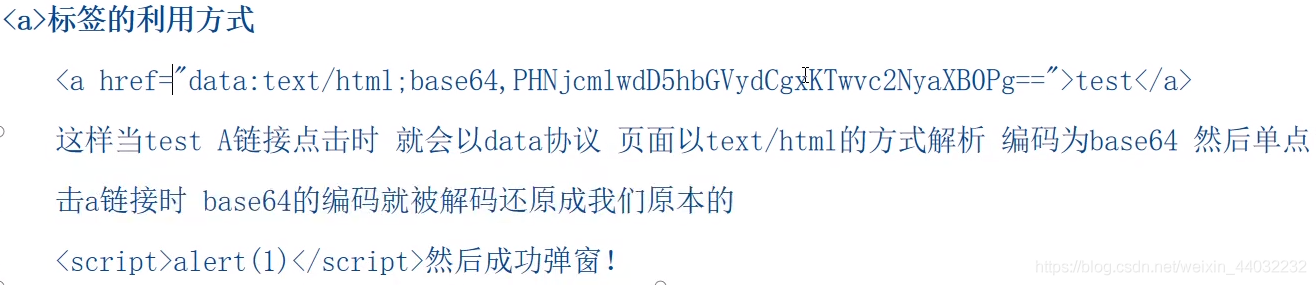 <a>标签的利用方式
<a href="data:text/html;base64,PHNjcmlwdD5hbGVydCgxKTwvc2NyaXB0Pg==">test</a>
这样当test A链接点击时 就会以data协议 页面以text/html的方式解析 编码为base64 然后单点
击a链接时 base64的编码就被解码还原成我们原本的
<script>alert(1)</script>然后成功弹窗!
https://blog.csdn.net/weixin_44032232